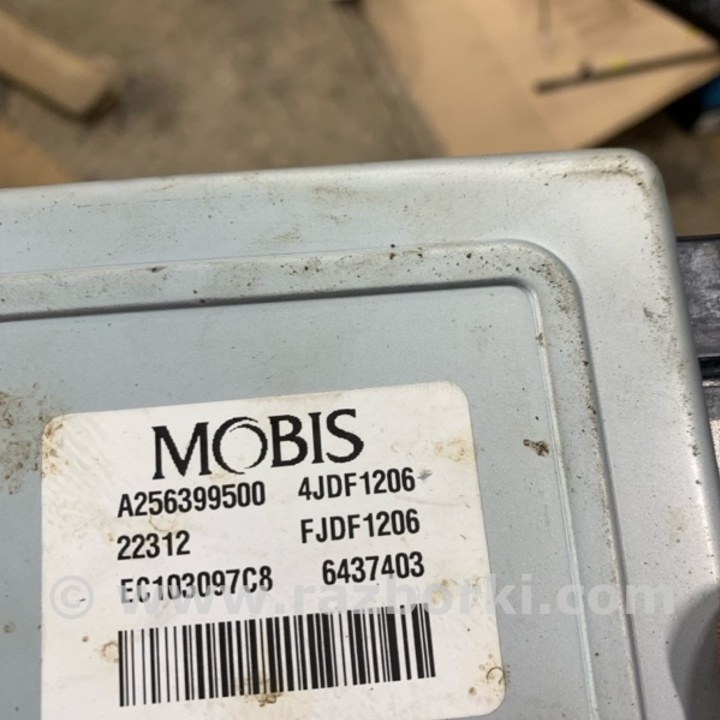 MOBIS
A256399500 4JDF1206
22312 FJDF1206
EC103097C8 6437403
© www.razborki.com